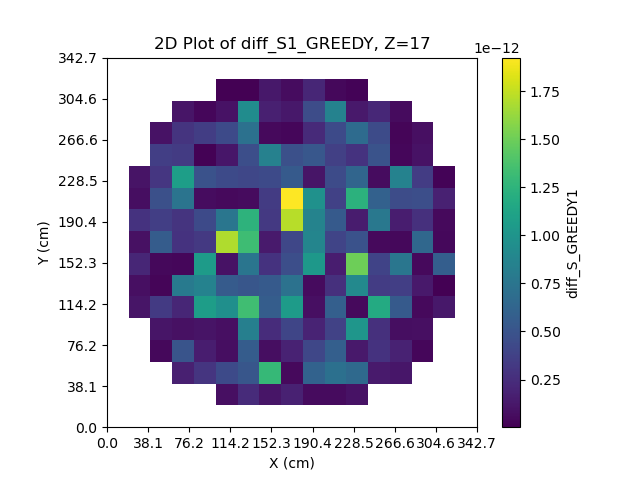 2D Plot of diff_S1_GREEDY, Z=17
1e−12
342.7
304.6
266.6
228.5
190.4
152.3
114.2
76.2
38.1
0.0
Y (cm)
0.0 38.1 76.2 114.2 152.3 190.4 228.5 266.6 304.6 342.7
X (cm)
1.75
1.50
1.25
1.00
0.75
0.50
0.25
diff_S_GREEDY1